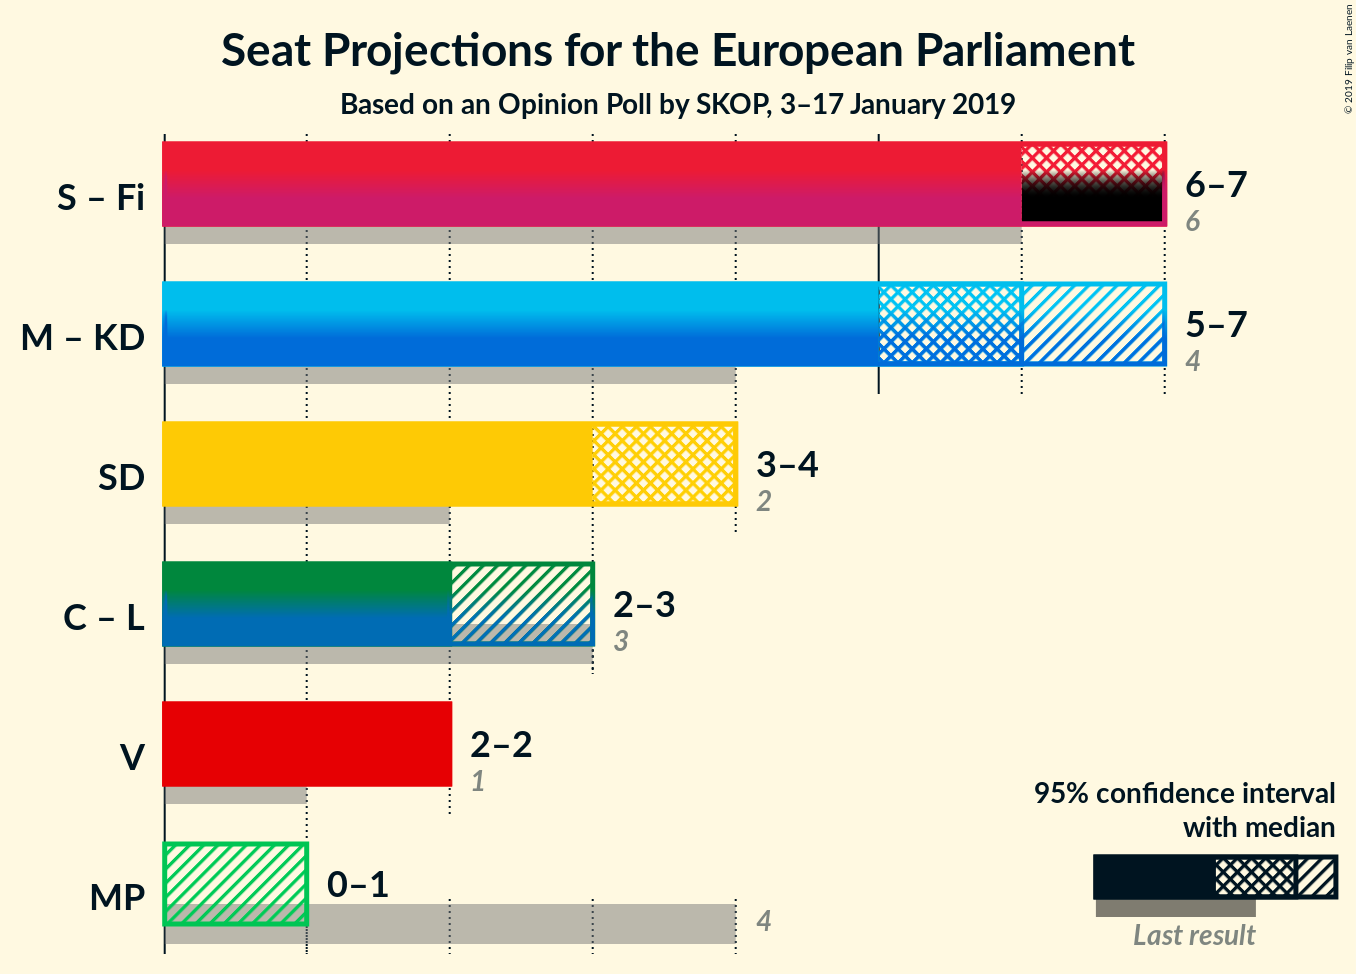 Seat Projections for the European Parliament
Based on an Opinion Poll by SKOP, 3–17 January 2019
© 2019 Filip van Laenen
S – Fi
6–7
6
M – KD
5–7
4
SD
3–4
2
C – L
2–3
3
V
2–2
1
MP
0–1
4
95% confidence interval
with median
Last result